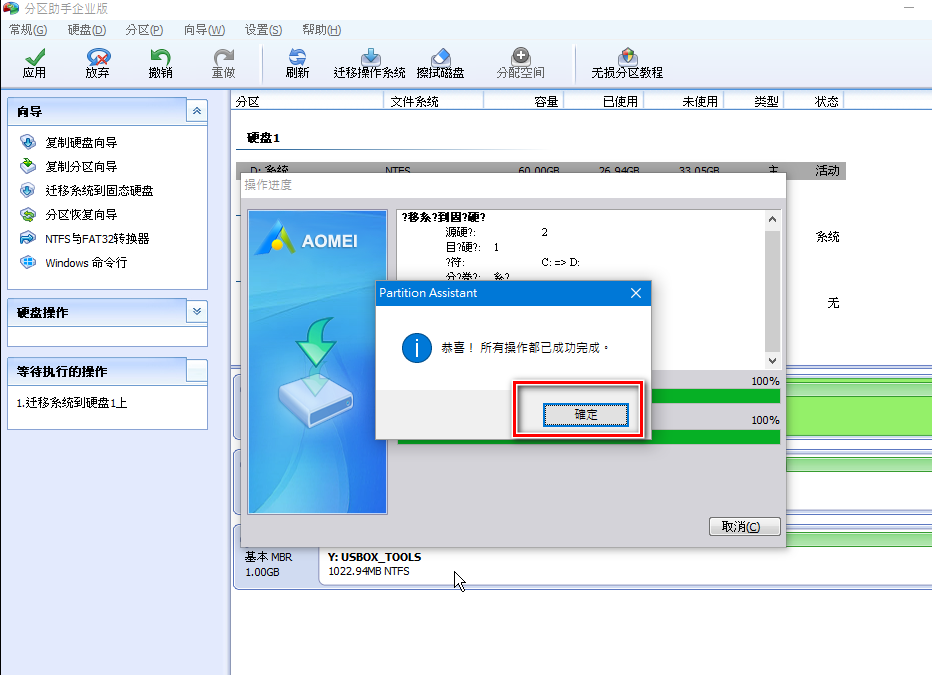 分区助手企业版
常规(G) 硬盘(D) 分区(P) 向导(W) 设置(S) 帮助(H)
应用 放弃 撤销 重做 刷新 迁移操作系统 擦拭磁盘 分配空间 无损分区教程
向导
复制硬盘向导
复制分区向导
迁移系统到固态硬盘
分区恢复向导
NTFS与FAT32转换器
Windows 命令行
硬盘操作
等待执行的操作
1.迁移系统到硬盘1上
分区 文件系统 容量 已使用 未使用 类型 状态
硬盘1
D: 系统 NTFS 60.00GB 26.94GB 33.05GB 主 活动
系统
无
操作进度
AOMEI
?移系?到固?硬?
源硬?: 2
目?硬?: 1
?符: C: => D:
分?卷?: 系?
100%
100%
取消(C)
Partition Assistant
恭喜！ 所有操作都已成功完成。
確定
基本 MBR
1.00GB
Y: USBOX_TOOLS
1022.94MB NTFS